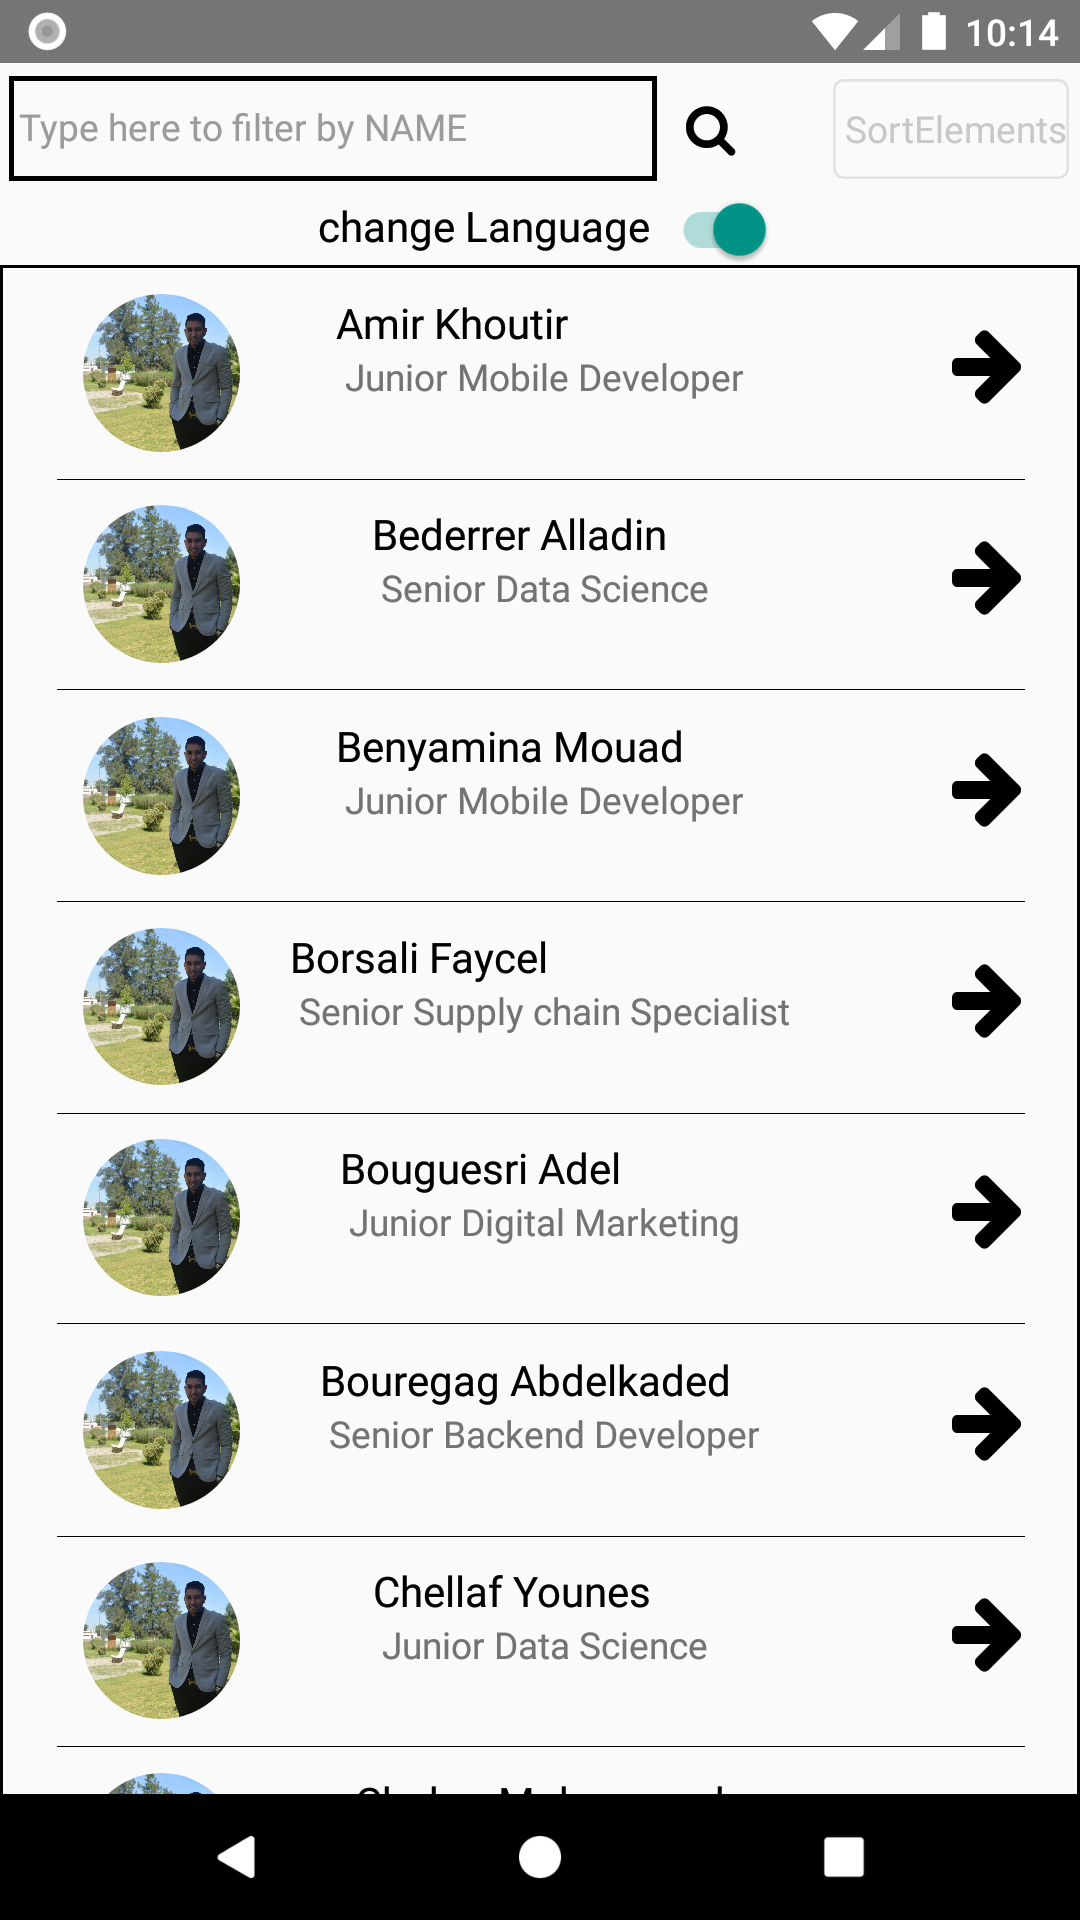 10:14
Type here to filter by NAME
SortElements
change Language
Amir Khoutir
Junior Mobile Developer
Bederrer Alladin
Senior Data Science
Benyamina Mouad
Junior Mobile Developer
Borsali Faycel
Senior Supply chain Specialist
Bouguesri Adel
Junior Digital Marketing
Bouregag Abdelkaded
Senior Backend Developer
Chellaf Younes
Junior Data Science